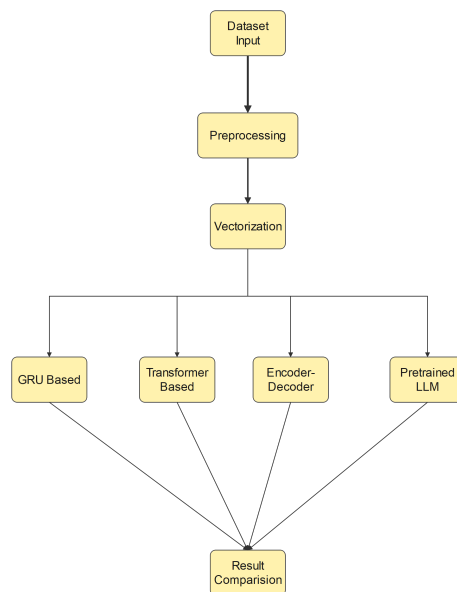 Dataset
Input
Preprocessing
Vectorization
GRU Based
Transformer
Based
Encoder-
Decoder
Pretrained
LLM
Result
Comparision